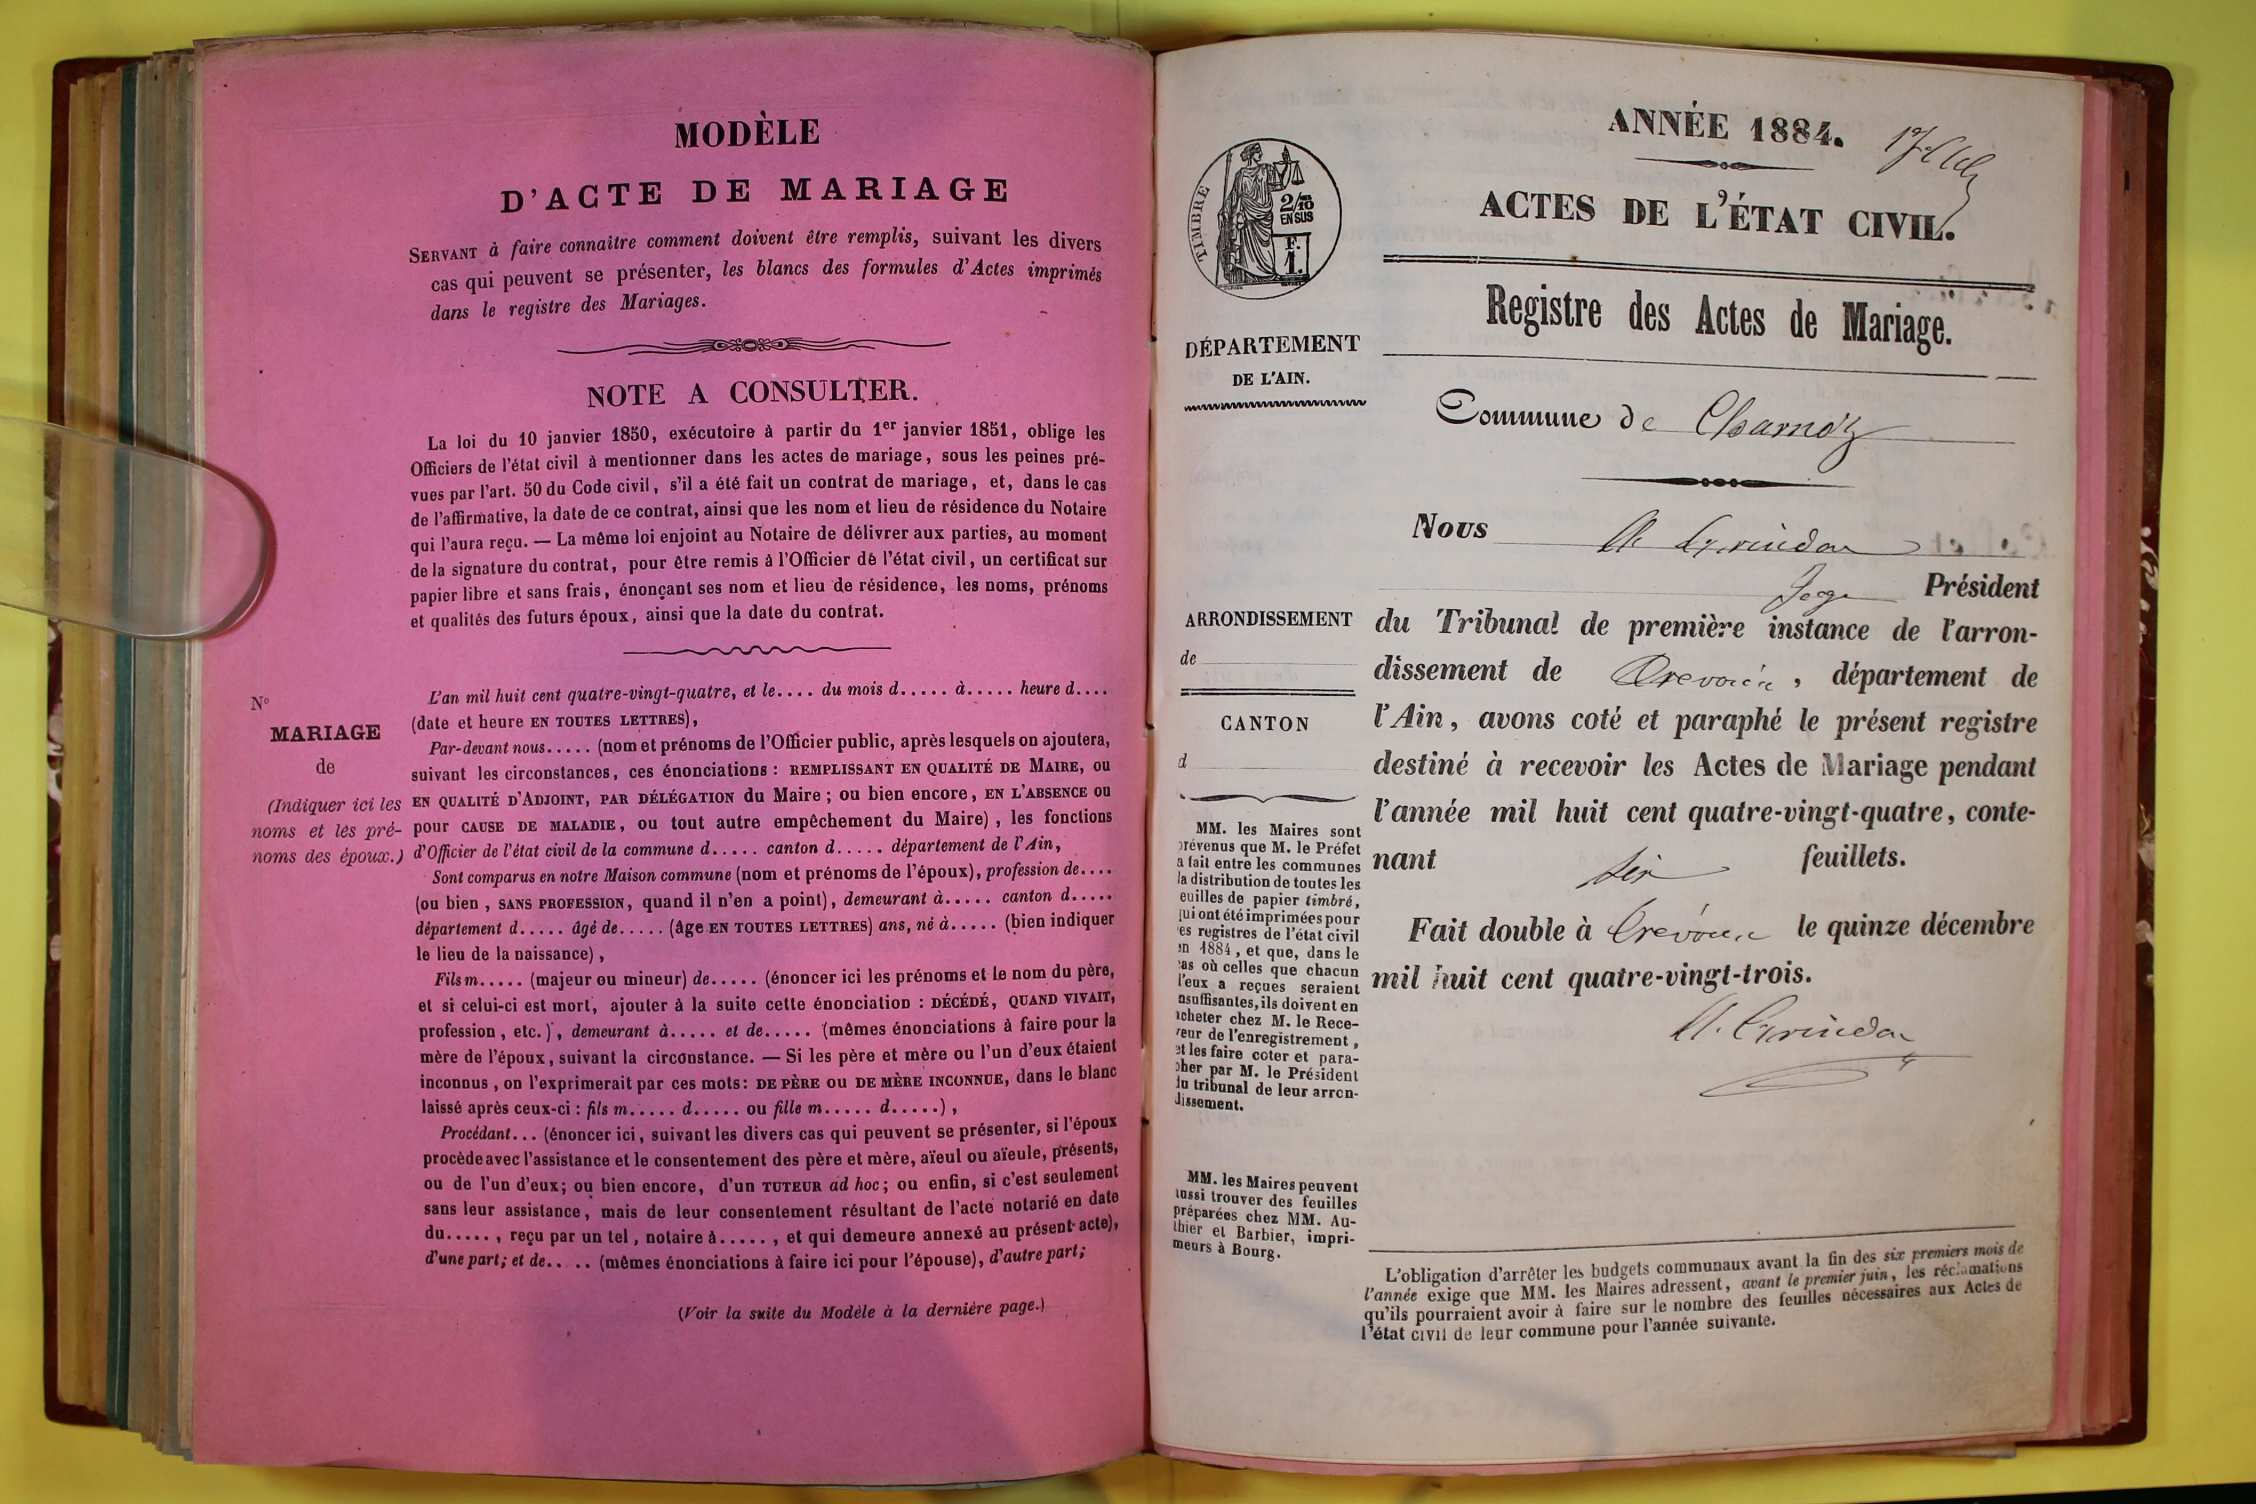 MODÈLE
D'ACTE DE MARIAGE
SERVANT à faire connaître comment doivent être remplis, suivant les divers
cas qui peuvent se présenter, les blancs des formules d'Actes imprimés
dans le registre des Mariages.
NOTE A CONSULTER.
La loi du 10 janvier 1850, exécutoire à partir du 1er janvier 1851, oblige les
Officiers de l'état civil à mentionner dans les actes de mariage, sous les peines pré-
vues par l'art. 50 du Code civil, s'il a été fait un contrat de mariage, et, dans le cas
de l'affirmative, la date de ce contrat, ainsi que les nom et lieu de résidence du Notaire
qui l'aura reçu. — La même loi enjoint au Notaire de délivrer aux parties, au moment
de la signature du contrat, pour être remis à l'Officier de l'état civil, un certificat sur
papier libre et sans frais, énonçant ses nom et lieu de résidence, les noms, prénoms
et qualités des futurs époux, ainsi que la date du contrat.
No
MARIAGE
de
(Indiquer ici les
noms et les pré-
noms des époux.)
L'an mil huit cent quatre-vingt-quatre, et le.... du mois d..... à..... heure d....
(date et heure EN TOUTES LETTRES),
Par-devant nous..... (nom et prénoms de l'Officier public, après lesquels on ajoutera,
suivant les circonstances, ces énonciations : REMPLISSANT EN QUALITÉ DE MAIRE, OU
EN QUALITÉ D'ADJOINT, PAR DÉLÉGATION du Maire ; ou bien encore, EN L'ABSENCE OU
pour CAUSE DE MALADIE, ou tout autre empêchement du Maire), les fonctions
d'Officier de l'état civil de la commune d..... canton d..... département de l'Ain,
Sont comparus en notre Maison commune (nom et prénoms de l'époux), profession de....
(ou bien, SANS PROFESSION, quand il n'en a point), demeurant à..... canton d.....
départment d..... âgé de..... (âge EN TOUTES LETTRES) ans, né à..... (bien indiquer
le lieu de la naissance),
Fils m..... (majeur ou mineur) de..... (énoncer ici les prénoms et le nom du père,
et si celui-ci est mort, ajouter à la suite cette énonciation : DÉCÉDÉ, QUAND VIVAIT,
profession, etc.), demeurant à..... et de..... (mêmes énonciations à faire pour la
mère de l'époux, suivant la circonstance. — Si les père et mère ou l'un d'eux étaient
inconnus, on l'exprimerait par ces mots : DE PÈRE OU DE MÈRE INCONNUE, dans le blanc
laissé après ceux-ci : fils m..... d..... ou fille m..... d.....),
Procédant... (énoncer ici, suivant les divers cas qui peuvent se présenter, si l'époux
procède avec l'assistance et le consentement des père et mère, aïeul ou aïeule, présents,
ou de l'un d'eux ; ou bien encore, d'un TUTEUR ad hoc ; ou enfin, si c'est seulement
sans leur assistance, mais de leur consentement résultant de l'acte notarié en date
du....., reçu par un tel, notaire à....., et qui demeure annexé au présent acte),
d'une part ; et de.. .. (mêmes énonciations à faire ici pour l'épouse), d'autre part ;
(Voir la suite du Modèle à la dernière page.)
ANNÉE 1884.
ACTES DE L'ÉTAT CIVIL.
TIMBRE
2/10
EN SUS
F.
1.
Registre des Actes de Mariage.
DÉPARTEMENT
DE L'AIN.
Commune de Charnoz
Nous A. Grindon
Juge Président
du Tribunal de première instance de l'arron-
dissement de Trévoux, département de
l'Ain, avons coté et paraphé le présent registre
destiné à recevoir les Actes de Mariage pendant
l'année mil huit cent quatre-vingt-quatre, conte-
nant six feuillets.
Fait double à Trévoux le quinze décembre
mil huit cent quatre-vingt-trois.
A. Grindon
ARRONDISSEMENT
de
CANTON
d
MM. les Maires sont
prévenus que M. le Préfet
a fait entre les communes
la distribution de toutes les
feuilles de papier timbré,
qui ont été imprimées pour
les registres de l'état civil
en 1884, et que, dans le
cas où celles que chacun
d'eux a reçues seraient
insuffisantes, ils doivent en
acheter chez M. le Rece-
veur de l'enregistrement,
et les faire coter et para-
pher par M. le Président
du tribunal de leur arron-
dissement.
MM. les Maires peuvent
aussi trouver des feuilles
préparées chez MM. Au-
thier et Barbier, impri-
meurs à Bourg.
L'obligation d'arrêter les budgets communaux avant la fin des six premiers mois de
l'année exige que MM. les Maires adressent, avant le premier juin, les réclamations
qu'ils pourraient avoir à faire sur le nombre des feuilles nécessaires aux Actes de
l'état civil de leur commune pour l'année suivante.